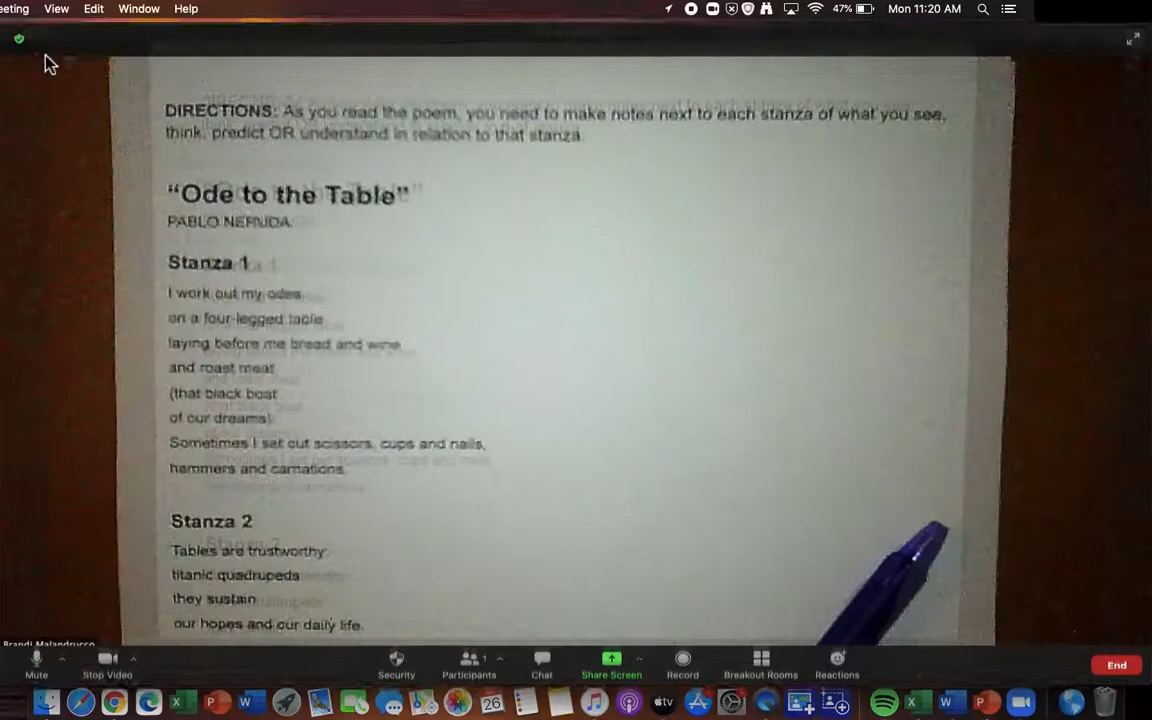 eeting View Edit Window Help 47% Mon 11:20 AM
DIRECTIONS: As you read the poem, you need to make notes next to each stanza of what you see,
think, predict OR understand in relation to that stanza
"Ode to the Table"
PABLO NERUDA
Stanza 1
I work out my odes
on a four-legged table
laying before me bread and wine
and roast meat
(that black boat
of our dreams)
Sometimes I set out scissors, cups and nails,
hammers and carnations.
Stanza 2
Tables are trustworthy:
titanic quadrupeds
they sustain
our hopes and our daily life.
Brandi Malandrucco
1
Mute Stop Video Security Participants Chat Share Screen Record Breakout Rooms Reactions End
26 tv